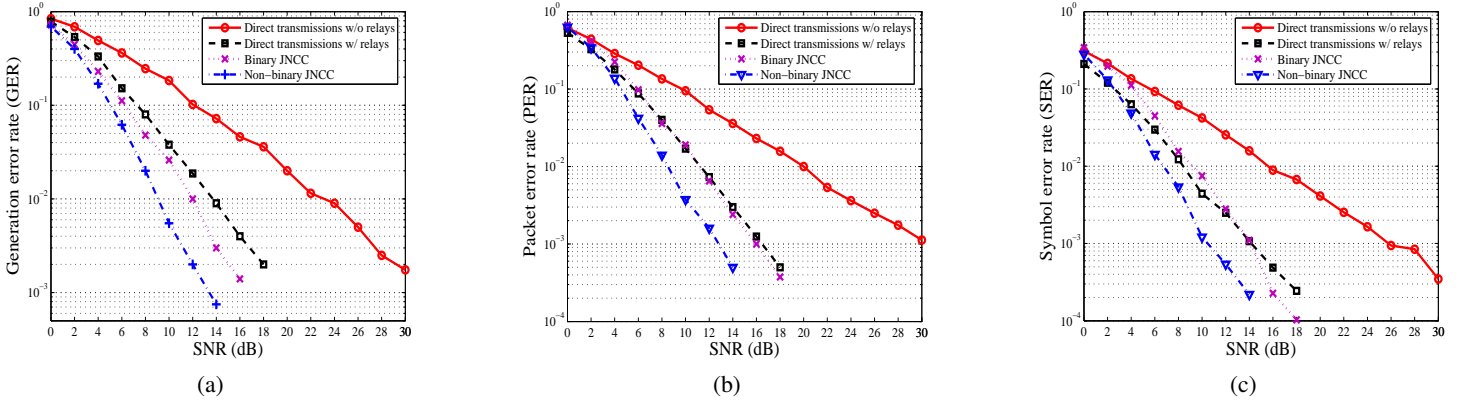 Generation error rate (GER)
10⁰
10⁻¹
10⁻²
10⁻³
Direct transmissions w/o relays
Direct transmissions w/ relays
Binary JNCC
Non−binary JNCC
0 2 4 6 8 10 12 14 16 18 20 22 24 26 28 30
SNR (dB)
(a)
Packet error rate (PER)
10⁰
10⁻¹
10⁻²
10⁻³
10⁻⁴
Direct transmissions w/o relays
Direct transmissions w/ relays
Binary JNCC
Non−binary JNCC
0 2 4 6 8 10 12 14 16 18 20 22 24 26 28 30
SNR (dB)
(b)
Symbol error rate (SER)
10⁰
10⁻¹
10⁻²
10⁻³
10⁻⁴
Direct transmissions w/o relays
Direct transmissions w/ relays
Binary JNCC
Non−binary JNCC
0 2 4 6 8 10 12 14 16 18 20 22 24 26 28 30
SNR (dB)
(c)